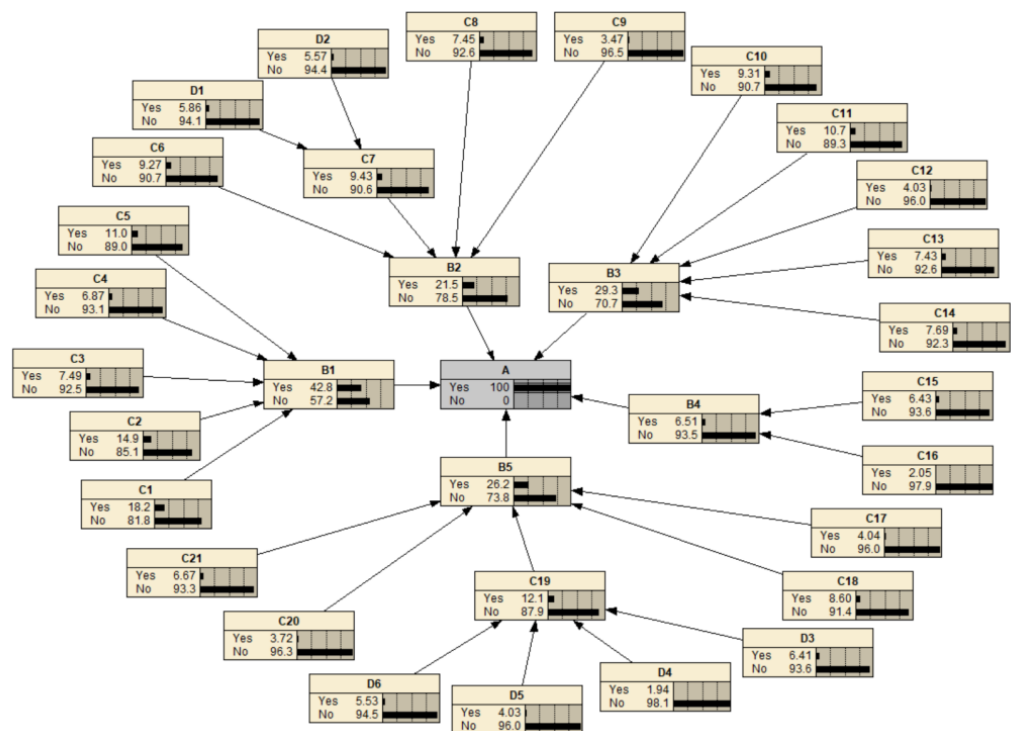 C8
Yes 7.45
No 92.6
C9
Yes 3.47
No 96.5
D2
Yes 5.57
No 94.4
C10
Yes 9.31
No 90.7
D1
Yes 5.86
No 94.1
C11
Yes 10.7
No 89.3
C6
Yes 9.27
No 90.7
C7
Yes 9.43
No 90.6
C12
Yes 4.03
No 96.0
C5
Yes 11.0
No 89.0
C13
Yes 7.43
No 92.6
B2
Yes 21.5
No 78.5
B3
Yes 29.3
No 70.7
C4
Yes 6.87
No 93.1
C14
Yes 7.69
No 92.3
C3
Yes 7.49
No 92.5
B1
Yes 42.8
No 57.2
A
Yes 100
No 0
C15
Yes 6.43
No 93.6
B4
Yes 6.51
No 93.5
C2
Yes 14.9
No 85.1
C16
Yes 2.05
No 97.9
B5
Yes 26.2
No 73.8
C1
Yes 18.2
No 81.8
C17
Yes 4.04
No 96.0
C21
Yes 6.67
No 93.3
C19
Yes 12.1
No 87.9
C18
Yes 8.60
No 91.4
C20
Yes 3.72
No 96.3
D3
Yes 6.41
No 93.6
D4
Yes 1.94
No 98.1
D6
Yes 5.53
No 94.5
D5
Yes 4.03
No 96.0